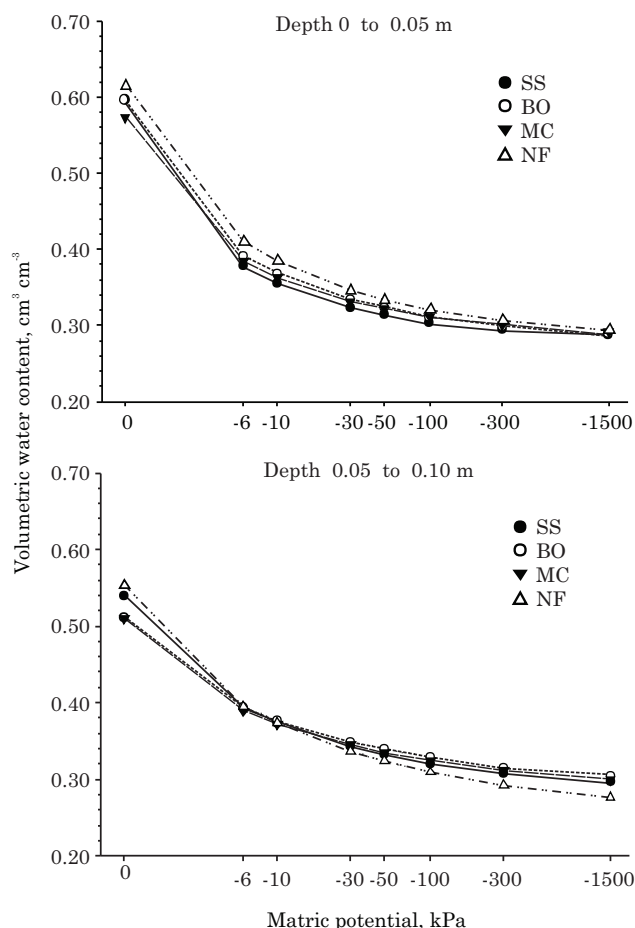 Depth 0 to 0.05 m
0.70
0.60
0.50
0.40
0.30
0.20
SS
BO
MC
NF
0 -6 -10 -30 -50 -100 -300 -1500
Volumetric water content, cm³ cm⁻³
Depth 0.05 to 0.10 m
0.70
0.60
0.50
0.40
0.30
0.20
SS
BO
MC
NF
0 -6 -10 -30 -50 -100 -300 -1500
Matric potential, kPa